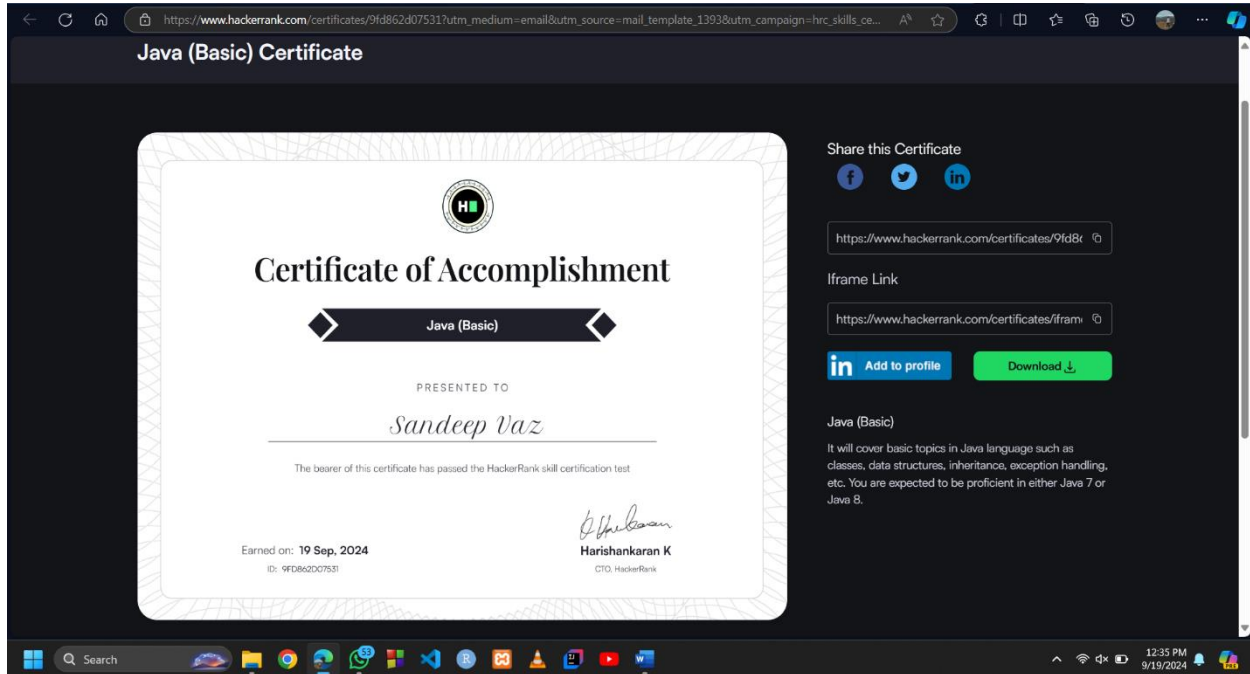 https://www.hackerrank.com/certificates/9fd862d07531?utm_medium=email&utm_source=mail_template_1393&utm_campaign=hrc_skills_ce...
Java (Basic) Certificate
H
Certificate of Accomplishment
Java (Basic)
PRESENTED TO
Sandeep Vaz
The bearer of this certificate has passed the HackerRank skill certification test
Earned on: 19 Sep, 2024
ID: 9FD862D07531
Harishankaran K
CTO, HackerRank
Share this Certificate
https://www.hackerrank.com/certificates/9fd8
Iframe Link
https://www.hackerrank.com/certificates/ifram
in Add to profile
Download
Java (Basic)
It will cover basic topics in Java language such as
classes, data structures, inheritance, exception handling,
etc. You are expected to be proficient in either Java 7 or
Java 8.
Search
53
12:35 PM
9/19/2024